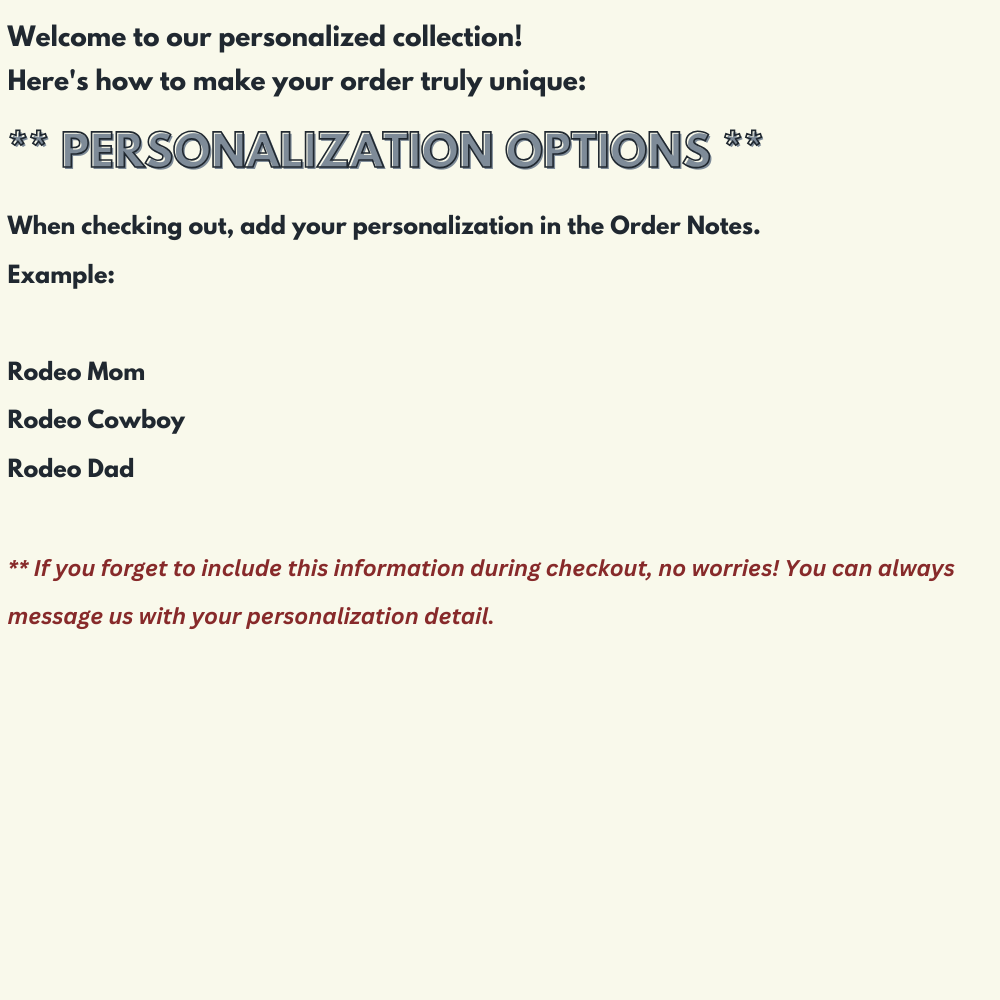 Welcome to our personalized collection!
Here's how to make your order truly unique:
** PERSONALIZATION OPTIONS **
When checking out, add your personalization in the Order Notes.
Example:
Rodeo Mom
Rodeo Cowboy
Rodeo Dad
** If you forget to include this information during checkout, no worries! You can always
message us with your personalization detail.